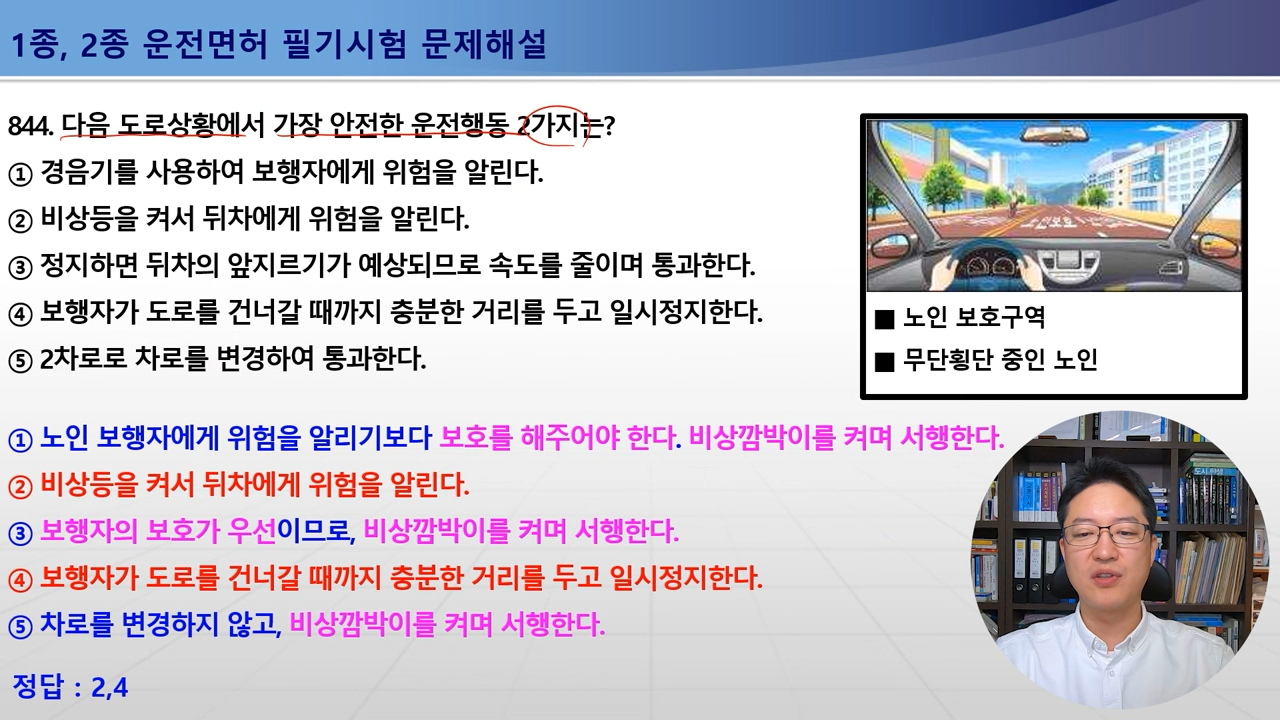 1종, 2종 운전면허 필기시험 문제해설
844. 다음 도로상황에서 가장 안전한 운전행동 2가지는?
① 경음기를 사용하여 보행자에게 위험을 알린다.
② 비상등을 켜서 뒤차에게 위험을 알린다.
③ 정지하면 뒤차의 앞지르기가 예상되므로 속도를 줄이며 통과한다.
④ 보행자가 도로를 건너갈 때까지 충분한 거리를 두고 일시정지한다.
⑤ 2차로로 차로를 변경하여 통과한다.
■ 노인 보호구역
■ 무단횡단 중인 노인
① 노인 보행자에게 위험을 알리기보다 보호를 해주어야 한다. 비상깜박이를 켜며 서행한다.
② 비상등을 켜서 뒤차에게 위험을 알린다.
③ 보행자의 보호가 우선이므로, 비상깜박이를 켜며 서행한다.
④ 보행자가 도로를 건너갈 때까지 충분한 거리를 두고 일시정지한다.
⑤ 차로를 변경하지 않고, 비상깜박이를 켜며 서행한다.
정답 : 2,4